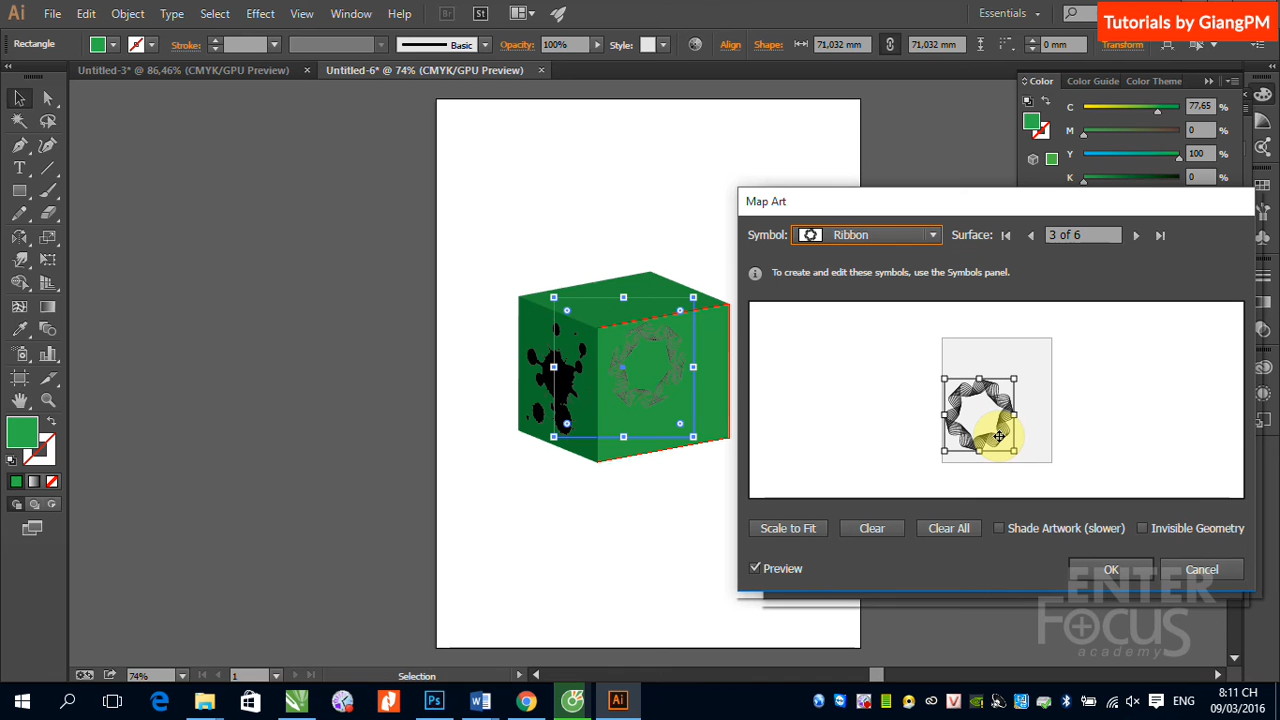 Ai File Edit Object Type Select Effect View Window Help Br St Essentials
Tutorials by GiangPM
Rectangle Stroke: Basic Opacity: 100% Style: Align Shape: 71,032 mm 71,032 mm 0 mm Transform
Untitled-3* @ 86,46% (CMYK/GPU Preview) × Untitled-6* @ 74% (CMYK/GPU Preview) ×
Color Color Guide Color Theme
C 77,65 %
M 0 %
Y 100 %
K 0 %
Map Art
Symbol: Ribbon Surface: 3 of 6
To create and edit these symbols, use the Symbols panel.
Scale to Fit Clear Clear All Shade Artwork (slower) Invisible Geometry
Preview OK Cancel
ENTER
FOCUS
academy
74% 1 Selection
Ps W Ai ENG 8:11 CH
09/03/2016